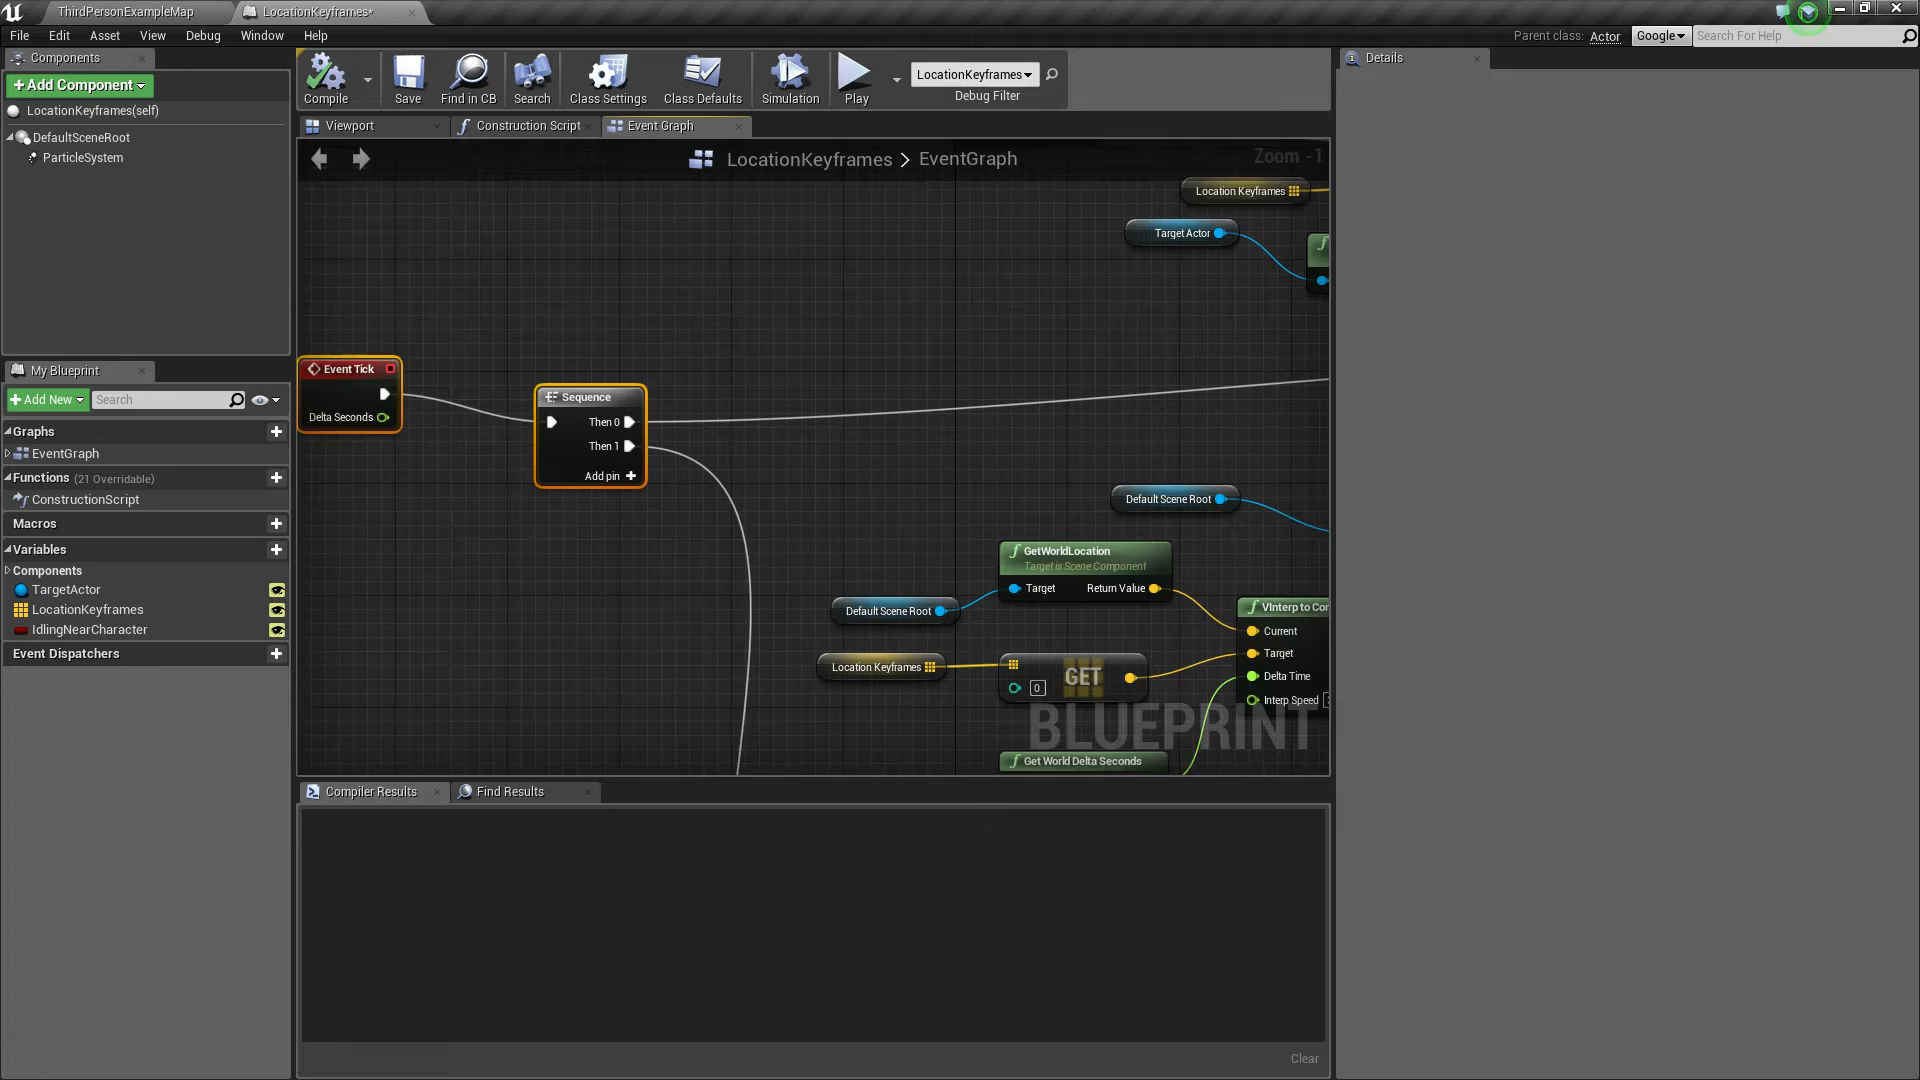 ThirdPersonExampleMap
LocationKeyframes*
File Edit Asset View Debug Window Help
Parent class: Actor
Google
Search For Help
Components
+Add Component
LocationKeyframes(self)
DefaultSceneRoot
ParticleSystem
Compile
Save
Find in CB
Search
Class Settings
Class Defaults
Simulation
Play
LocationKeyframes
Debug Filter
Details
Viewport
Construction Script
Event Graph
LocationKeyframes > EventGraph
Zoom -1
Location Keyframes
Target Actor
Event Tick
Delta Seconds
Sequence
Then 0
Then 1
Add pin +
Default Scene Root
GetWorldLocation
Target is Scene Component
Target
Return Value
Default Scene Root
Location Keyframes
GET
0
VInterp to Con
Current
Target
Delta Time
Interp Speed
BLUEPRINT
Get World Delta Seconds
My Blueprint
+Add New
Search
Graphs
EventGraph
Functions (21 Overridable)
ConstructionScript
Macros
Variables
Components
TargetActor
LocationKeyframes
IdlingNearCharacter
Event Dispatchers
Compiler Results
Find Results
Clear